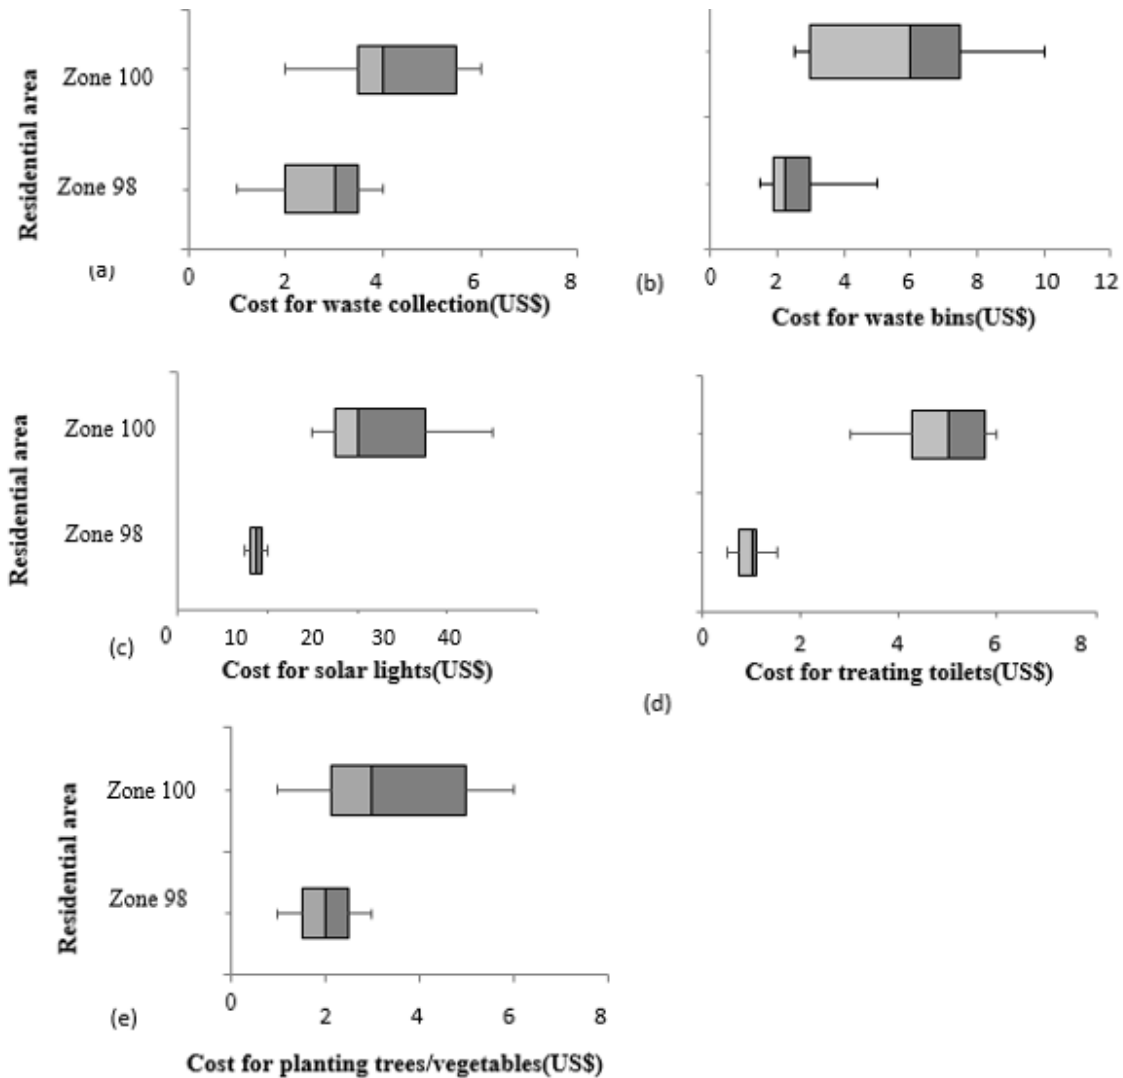 Residential area
Zone 100
Zone 98
(a)
0 2 4 6 8
Cost for waste collection(US$)
(b)
0 2 4 6 8 10 12
Cost for waste bins(US$)
Residential area
Zone 100
Zone 98
(c)
0 10 20 30 40
Cost for solar lights(US$)
0 2 4 6 8
Cost for treating toilets(US$)
(d)
Residential area
Zone 100
Zone 98
(e)
0 2 4 6 8
Cost for planting trees/vegetables(US$)